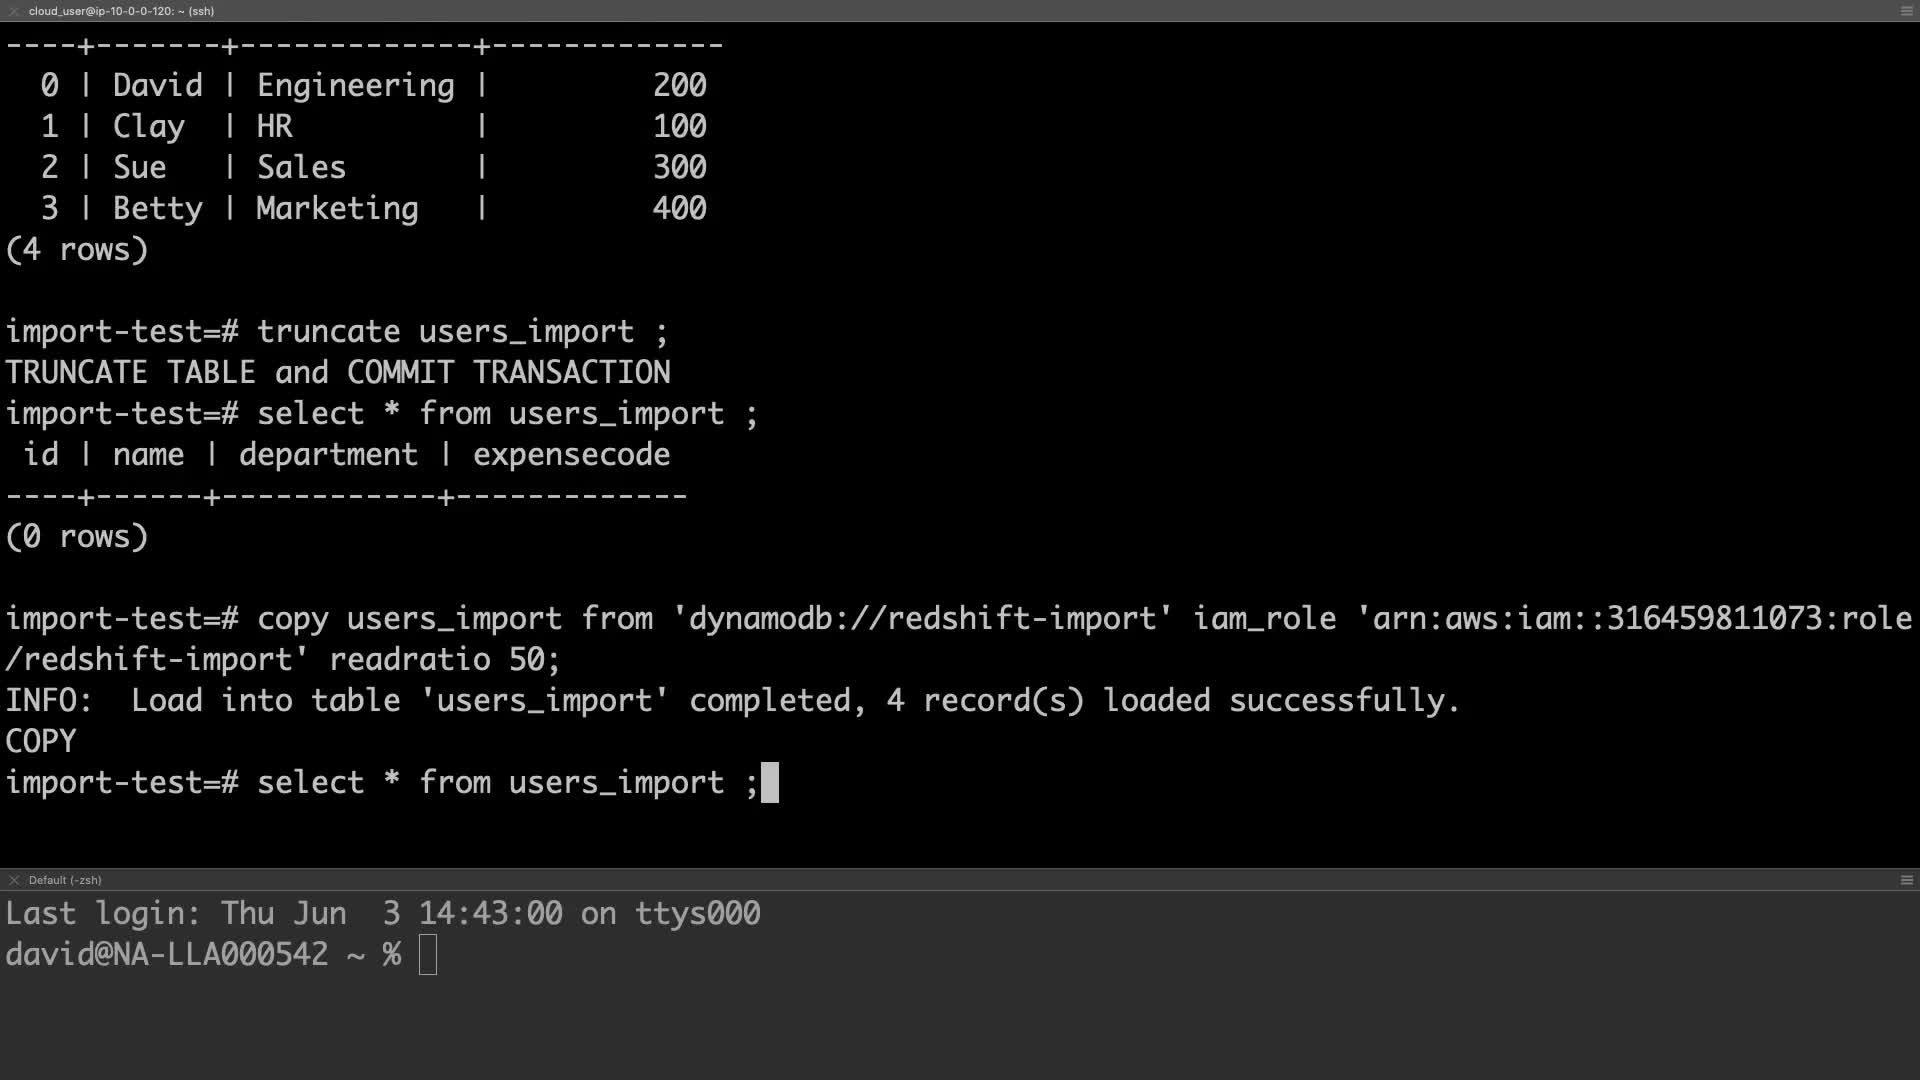 cloud_user@ip-10-0-0-120: ~ (ssh)
----+-------+-------------+-------------
  0 | David | Engineering |         200
  1 | Clay  | HR          |         100
  2 | Sue   | Sales       |         300
  3 | Betty | Marketing   |         400
(4 rows)
import-test=# truncate users_import ;
TRUNCATE TABLE and COMMIT TRANSACTION
import-test=# select * from users_import ;
 id | name | department | expensecode
----+------+------------+-------------
(0 rows)
import-test=# copy users_import from 'dynamodb://redshift-import' iam_role 'arn:aws:iam::316459811073:role
/redshift-import' readratio 50;
INFO:  Load into table 'users_import' completed, 4 record(s) loaded successfully.
COPY
import-test=# select * from users_import ;
Default (-zsh)
Last login: Thu Jun  3 14:43:00 on ttys000
david@NA-LLA000542 ~ %